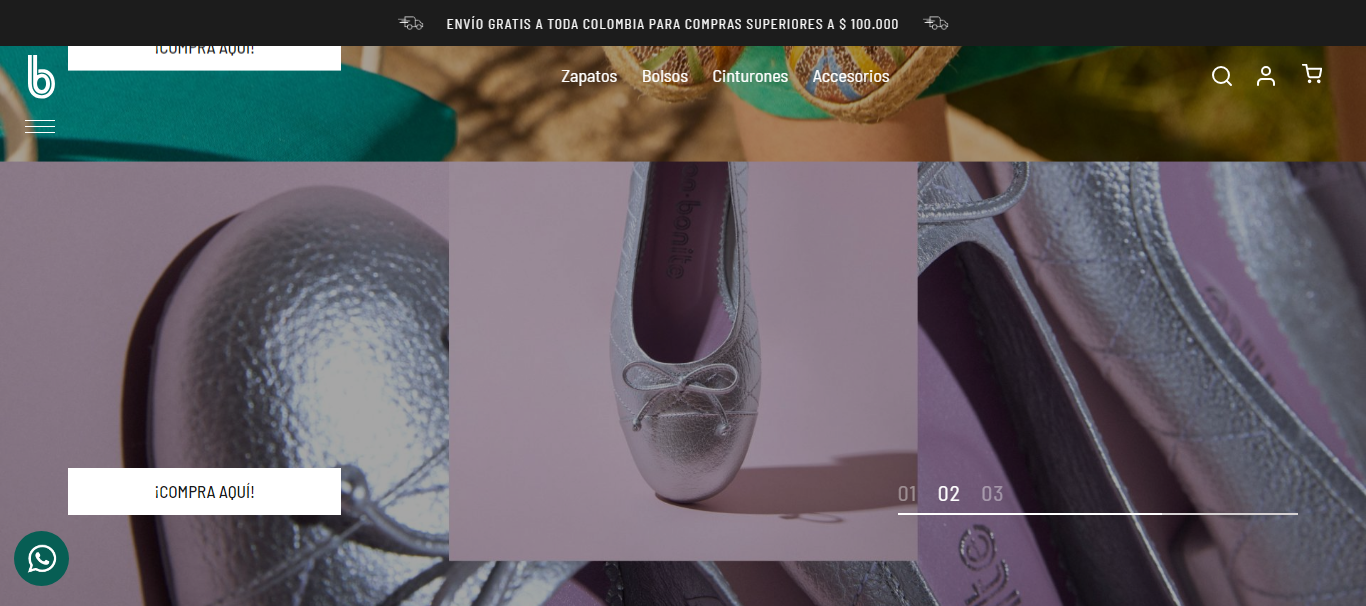 ENVÍO GRATIS A TODA COLOMBIA PARA COMPRAS SUPERIORES A $ 100.000
¡COMPRA AQUÍ!
b
Zapatos Bolsos Cinturones Accesorios
¡COMPRA AQUÍ!
01 02 03